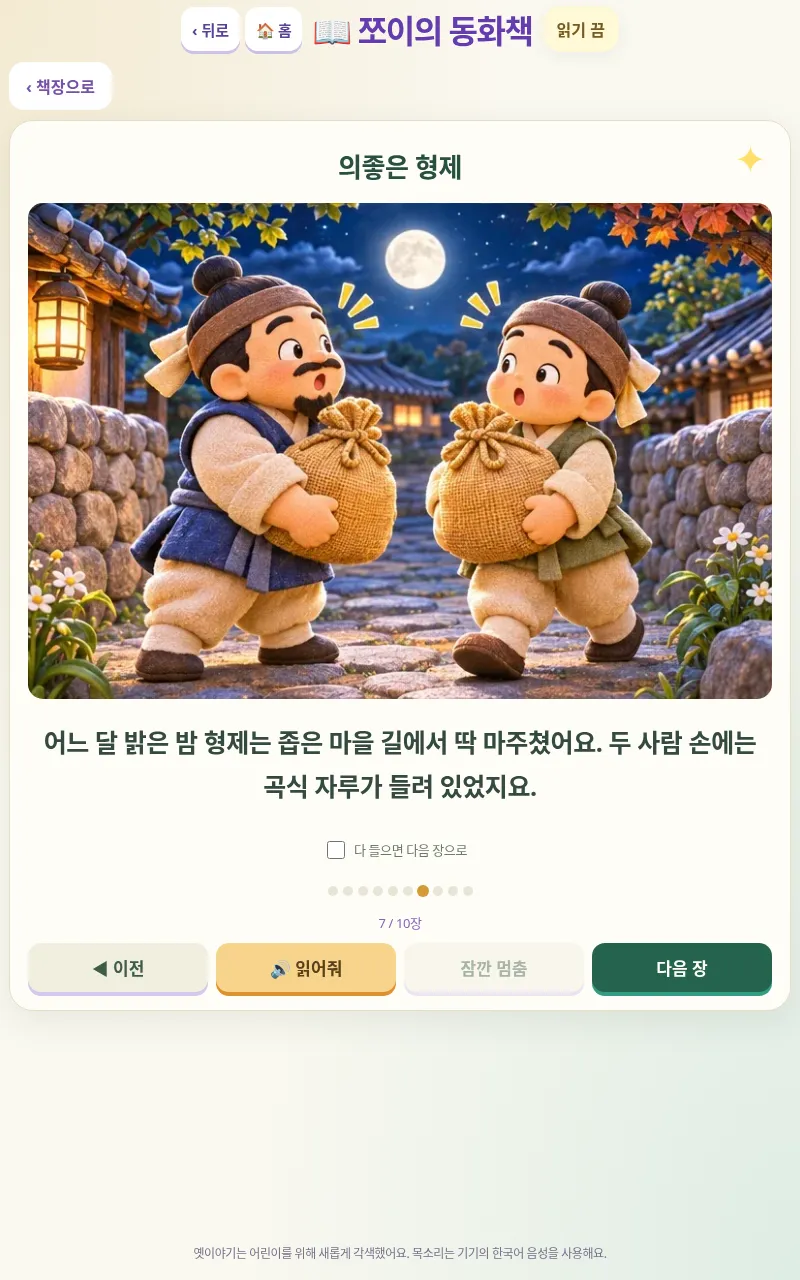 ‹ 뒤로
🏠 홈
📖 쪼이의 동화책
읽기 끔
‹ 책장으로
의좋은 형제
어느 달 밝은 밤 형제는 좁은 마을 길에서 딱 마주쳤어요. 두 사람 손에는
곡식 자루가 들려 있었지요.
다 들으면 다음 장으로
7 / 10장
◀ 이전
🔊 읽어줘
잠깐 멈춤
다음 장
옛이야기는 어린이를 위해 새롭게 각색했어요. 목소리는 기기의 한국어 음성을 사용해요.